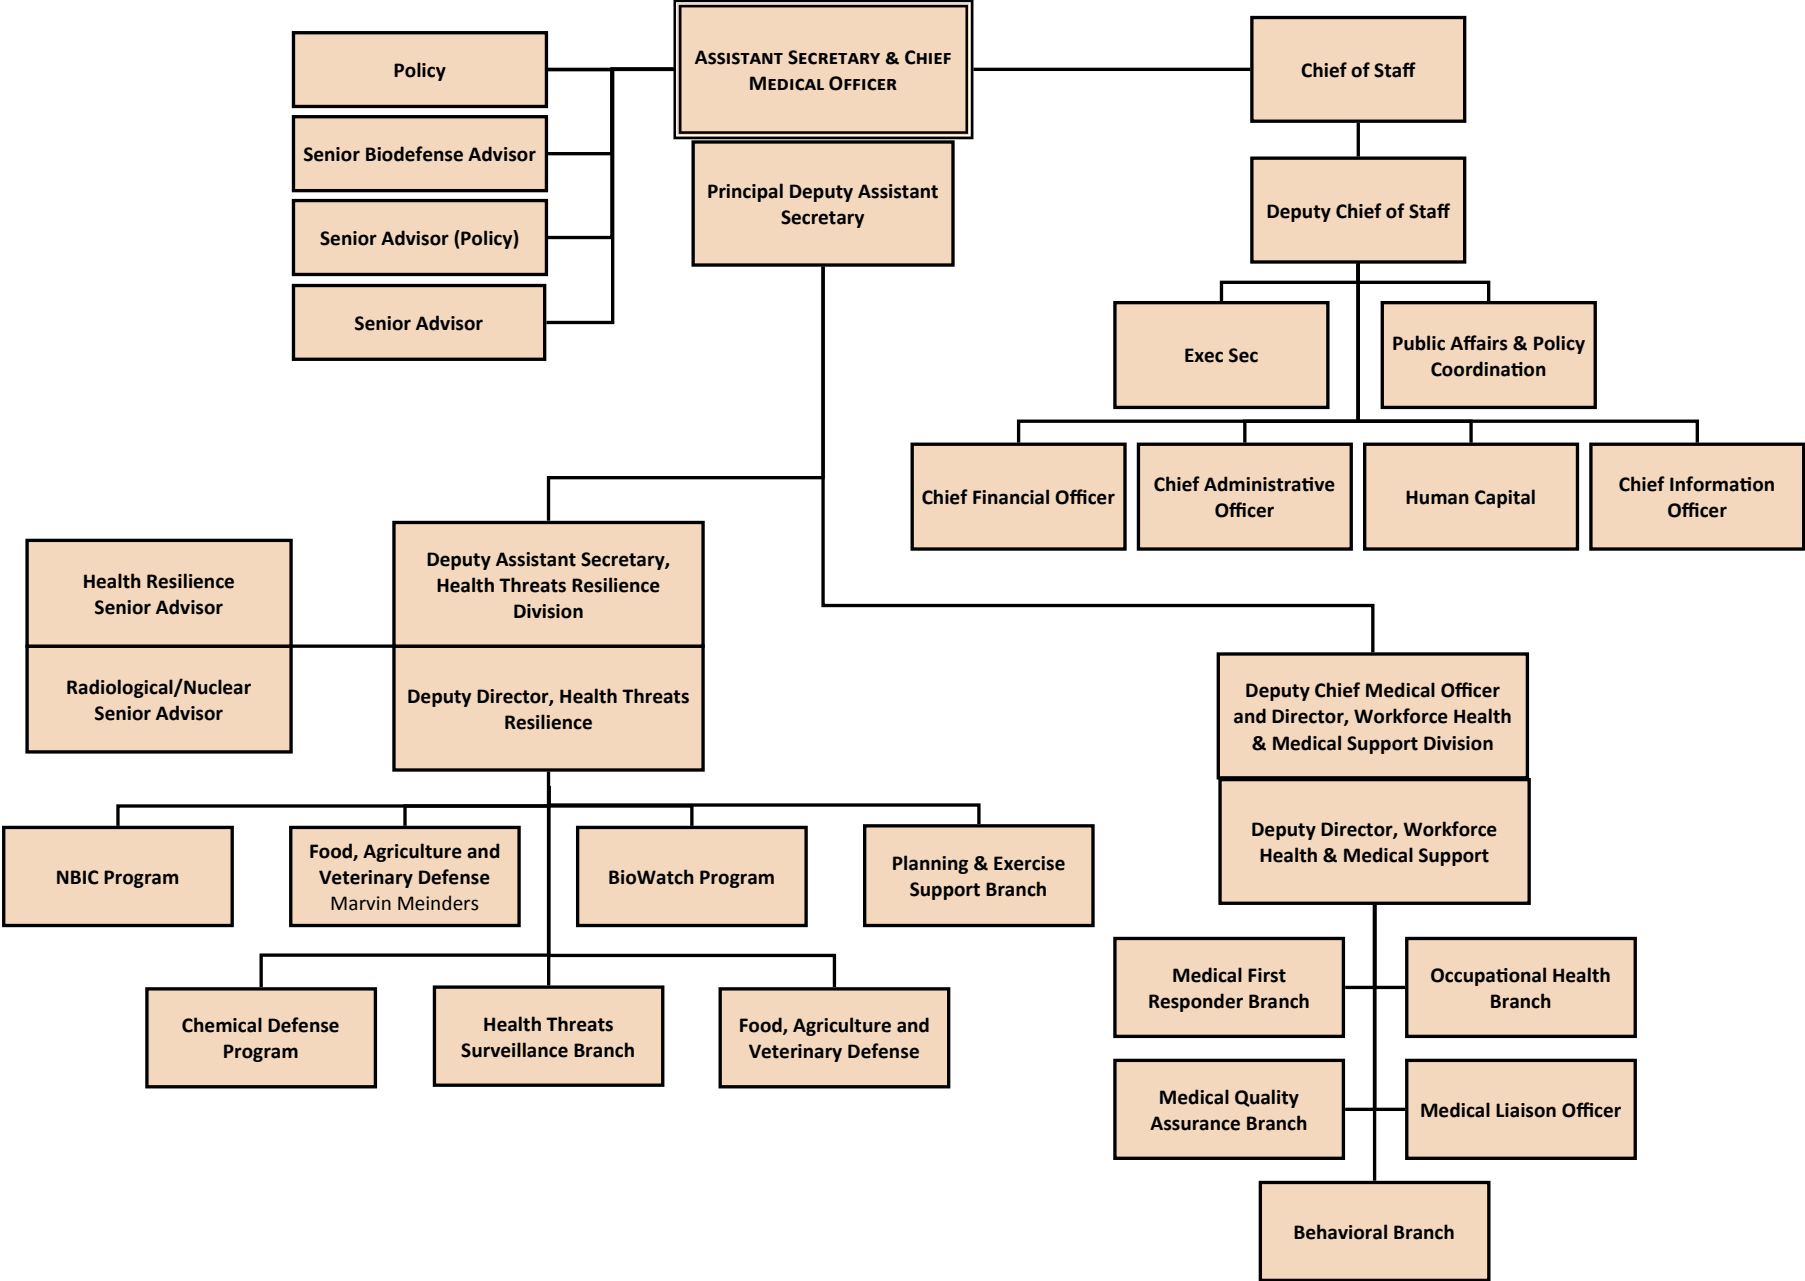 Policy
Senior Biodefense Advisor
Senior Advisor (Policy)
Senior Advisor
ASSISTANT SECRETARY & CHIEF
MEDICAL OFFICER
Principal Deputy Assistant
Secretary
Chief of Staff
Deputy Chief of Staff
Exec Sec
Public Affairs & Policy
Coordination
Chief Financial Officer
Chief Administrative
Officer
Human Capital
Chief Information
Officer
Health Resilience
Senior Advisor
Radiological/Nuclear
Senior Advisor
Deputy Assistant Secretary,
Health Threats Resilience
Division
Deputy Director, Health Threats
Resilience
NBIC Program
Food, Agriculture and
Veterinary Defense
Marvin Meinders
BioWatch Program
Planning & Exercise
Support Branch
Chemical Defense
Program
Health Threats
Surveillance Branch
Food, Agriculture and
Veterinary Defense
Deputy Chief Medical Officer
and Director, Workforce Health
& Medical Support Division
Deputy Director, Workforce
Health & Medical Support
Medical First
Responder Branch
Occupational Health
Branch
Medical Quality
Assurance Branch
Medical Liaison Officer
Behavioral Branch